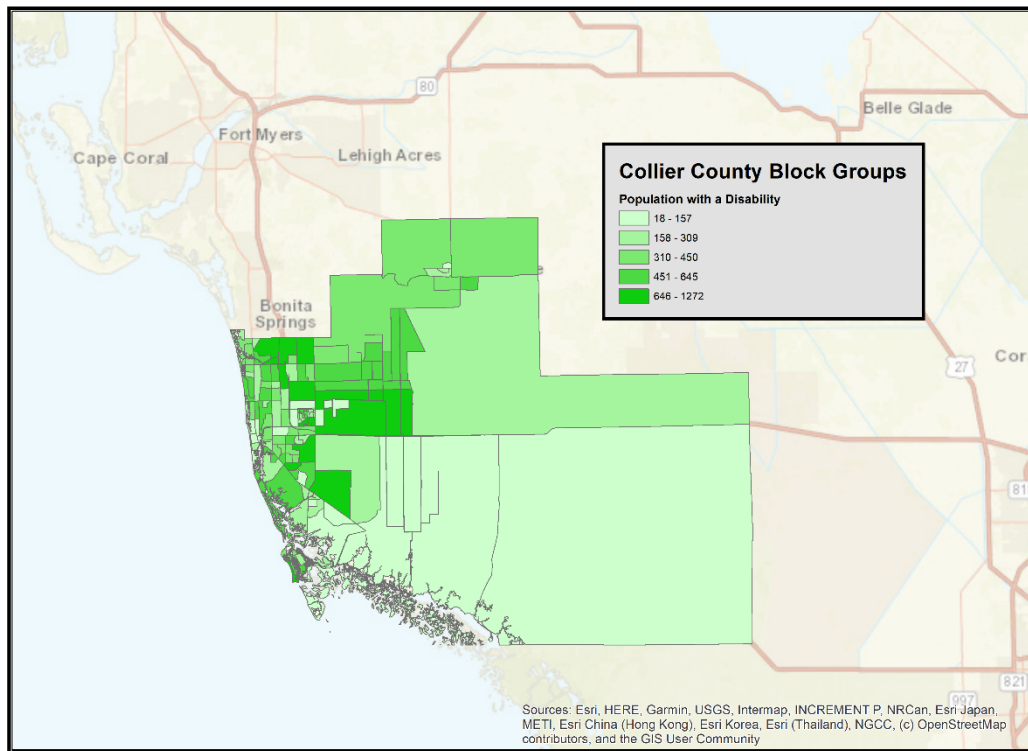 80
Belle Glade
Fort Myers
Cape Coral
Lehigh Acres
Collier County Block Groups
Population with a Disability
18 - 157
158 - 309
310 - 450
451 - 645
646 - 1272
Bonita
Springs
27
Cor
81
821
997
Sources: Esri, HERE, Garmin, USGS, Intermap, INCREMENT P, NRCan, Esri Japan,
METI, Esri China (Hong Kong), Esri Korea, Esri (Thailand), NGCC, (c) OpenStreetMap
contributors, and the GIS User Community